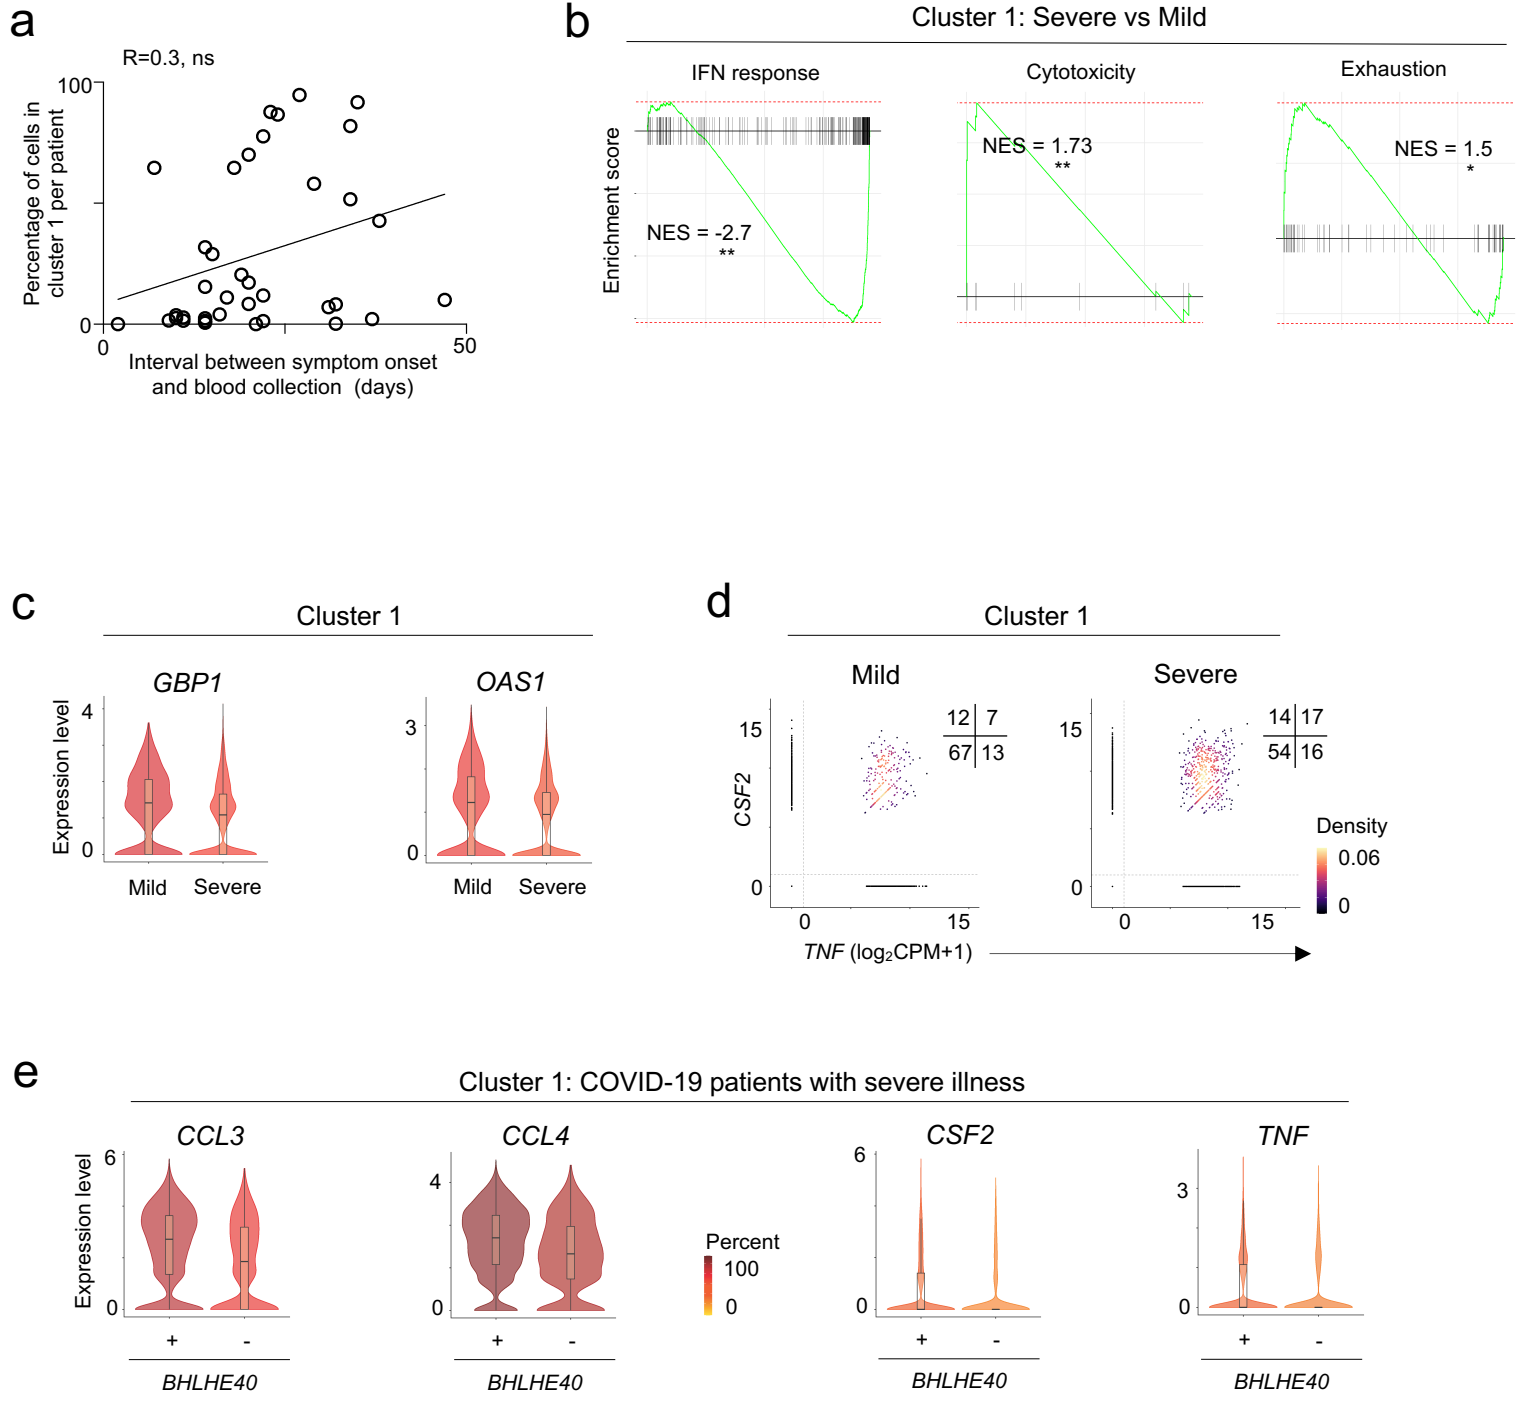 a
R=0.3, ns
Percentage of cells in
cluster 1 per patient
100
0
0
50
Interval between symptom onset
and blood collection (days)
b
Cluster 1: Severe vs Mild
IFN response
Cytotoxicity
Exhaustion
Enrichment score
NES = -2.7
**
NES = 1.73
**
NES = 1.5
*
c
Cluster 1
GBP1
OAS1
Expression level
4
0
3
0
Mild
Severe
Mild
Severe
d
Cluster 1
Mild
Severe
CSF2
15
0
12 7
67 13
15
0
14 17
54 16
0
15
0
15
TNF (log₂CPM+1)
Density
0.06
0
e
Cluster 1: COVID-19 patients with severe illness
CCL3
CCL4
CSF2
TNF
Expression level
6
0
4
0
Percent
100
0
6
0
3
0
+ -
+ -
+ -
+ -
BHLHE40
BHLHE40
BHLHE40
BHLHE40